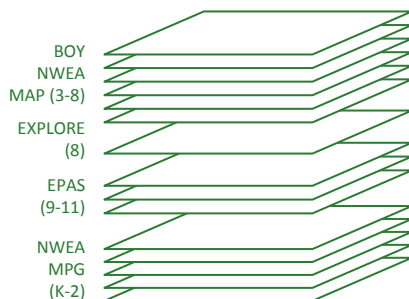 BOY
NWEA
MAP (3-8)
EXPLORE
(8)
EPAS
(9-11)
NWEA
MPG
(K-2)